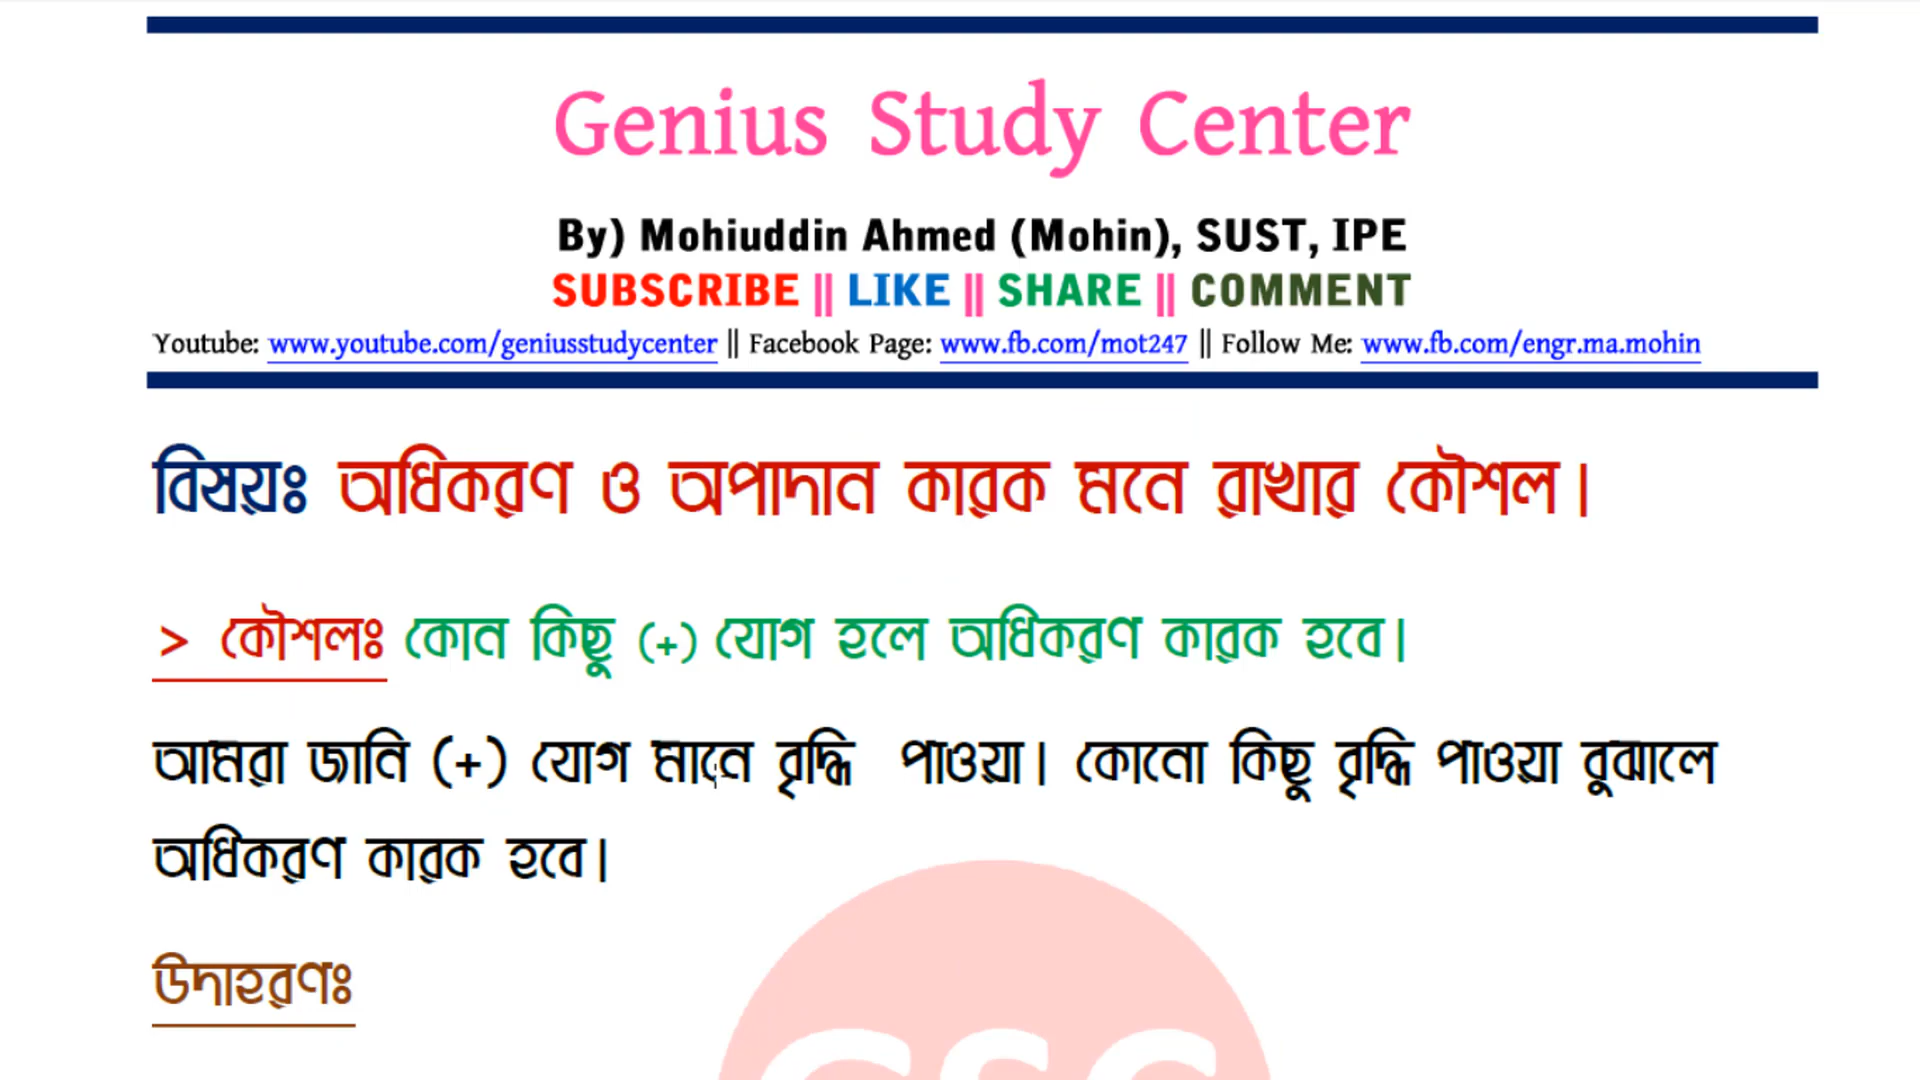 Genius Study Center
By) Mohiuddin Ahmed (Mohin), SUST, IPE
SUBSCRIBE || LIKE || SHARE || COMMENT
Youtube: www.youtube.com/geniusstudycenter || Facebook Page: www.fb.com/mot247 || Follow Me: www.fb.com/engr.ma.mohin
বিষয়ঃ অধিকরণ ও অপাদান কারক মনে রাখার কৌশল।
> কৌশলঃ কোন কিছু (+) যোগ হলে অধিকরণ কারক হবে।
আমরা জানি (+) যোগ মানে বৃদ্ধি পাওয়া। কোনো কিছু বৃদ্ধি পাওয়া বুঝালে
অধিকরণ কারক হবে।
উদাহরণঃ
GSC